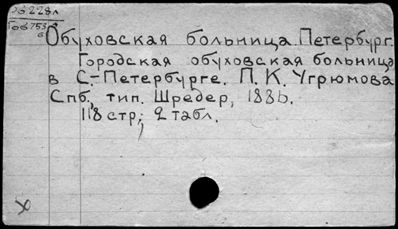 Обуховская больница. Петербург.
Городская обуховская больница
в С.-Петербурге. П. К. Угрюмова
Спб., тип. Шредер, 1886.
118 стр; 2 табл.